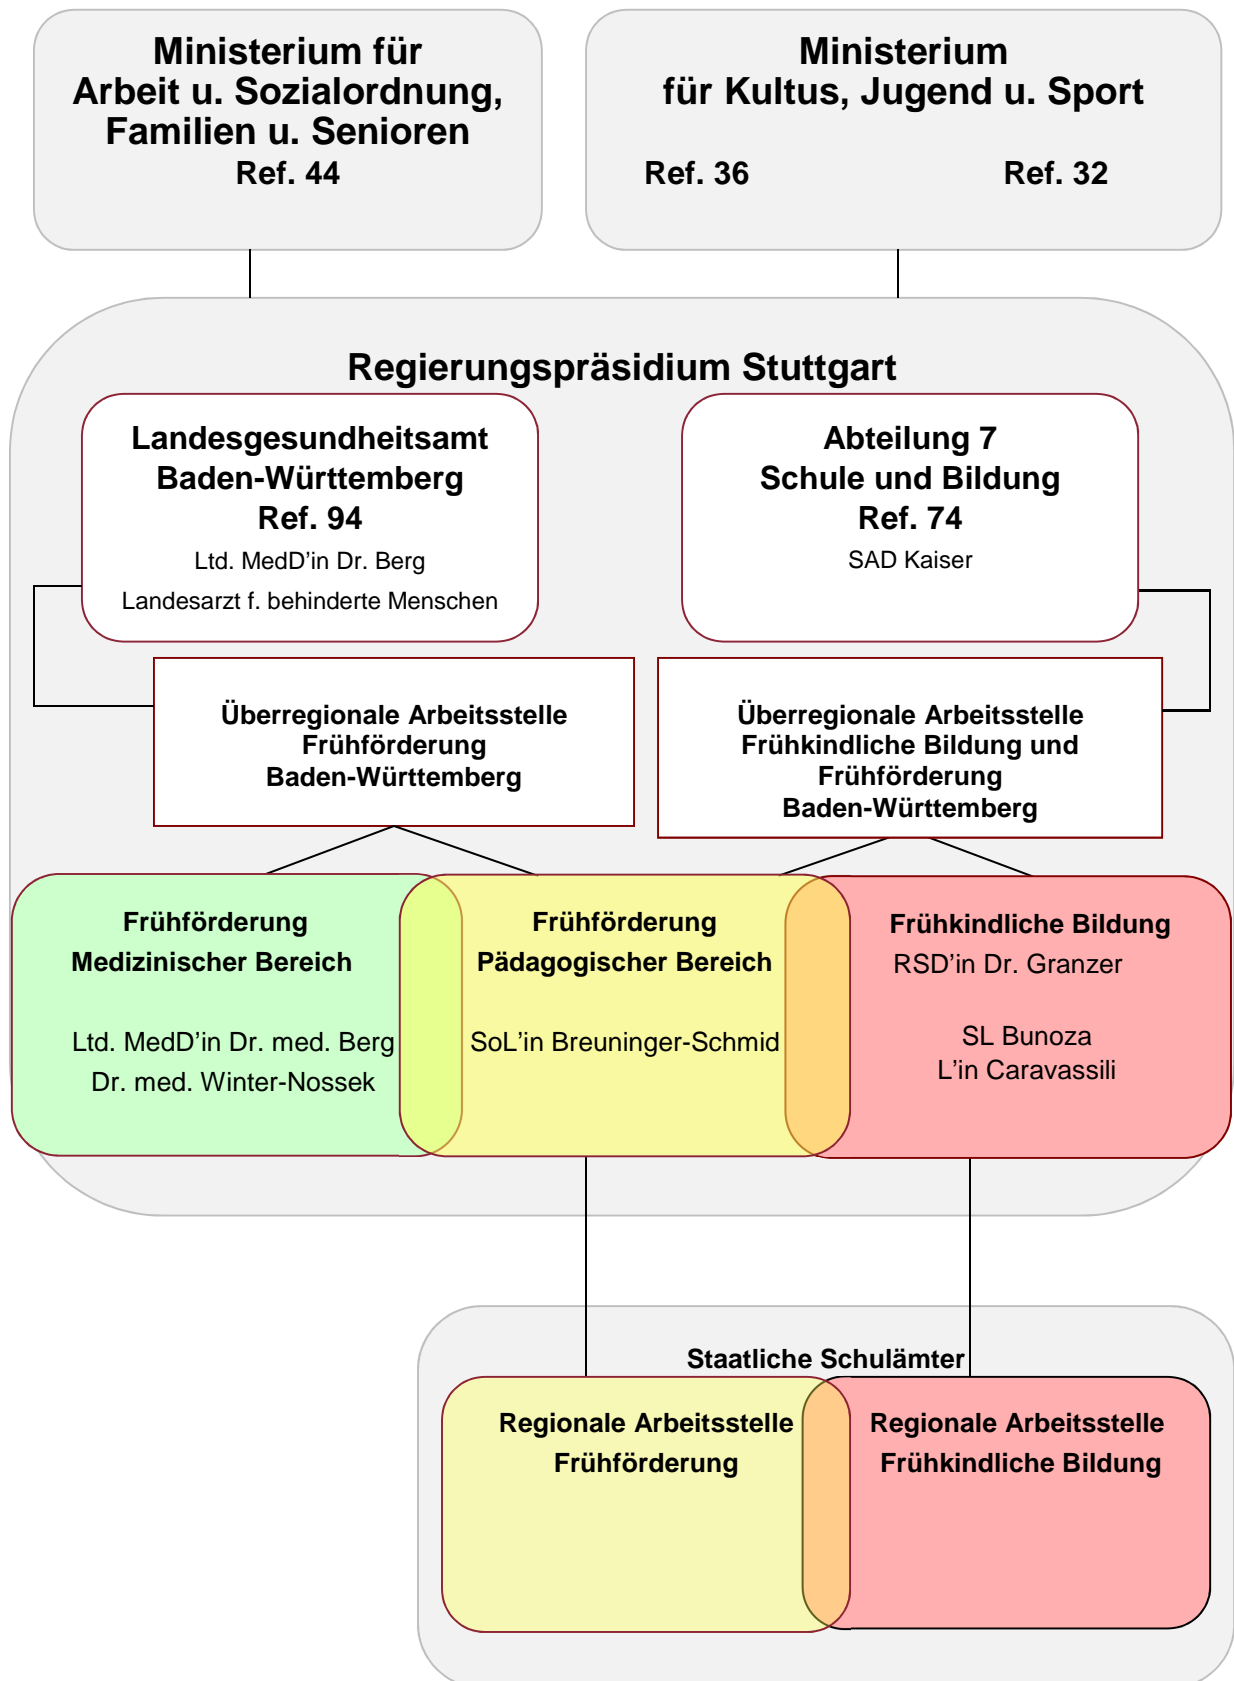 Ministerium für
Arbeit u. Sozialordnung,
Familien u. Senioren
Ref. 44
Ministerium
für Kultus, Jugend u. Sport
Ref. 36
Ref. 32
Regierungspräsidium Stuttgart
Landesgesundheitsamt
Baden-Württemberg
Ref. 94
Ltd. MedD’in Dr. Berg
Landesarzt f. behinderte Menschen
Abteilung 7
Schule und Bildung
Ref. 74
SAD Kaiser
Überregionale Arbeitsstelle
Frühförderung
Baden-Württemberg
Überregionale Arbeitsstelle
Frühkindliche Bildung und
Frühförderung
Baden-Württemberg
Frühförderung
Medizinischer Bereich
Ltd. MedD’in Dr. med. Berg
Dr. med. Winter-Nossek
Frühförderung
Pädagogischer Bereich
SoL’in Breuninger-Schmid
Frühkindliche Bildung
RSD’in Dr. Granzer
SL Bunoza
L’in Caravassili
Staatliche Schulämter
Regionale Arbeitsstelle
Frühförderung
Regionale Arbeitsstelle
Frühkindliche Bildung